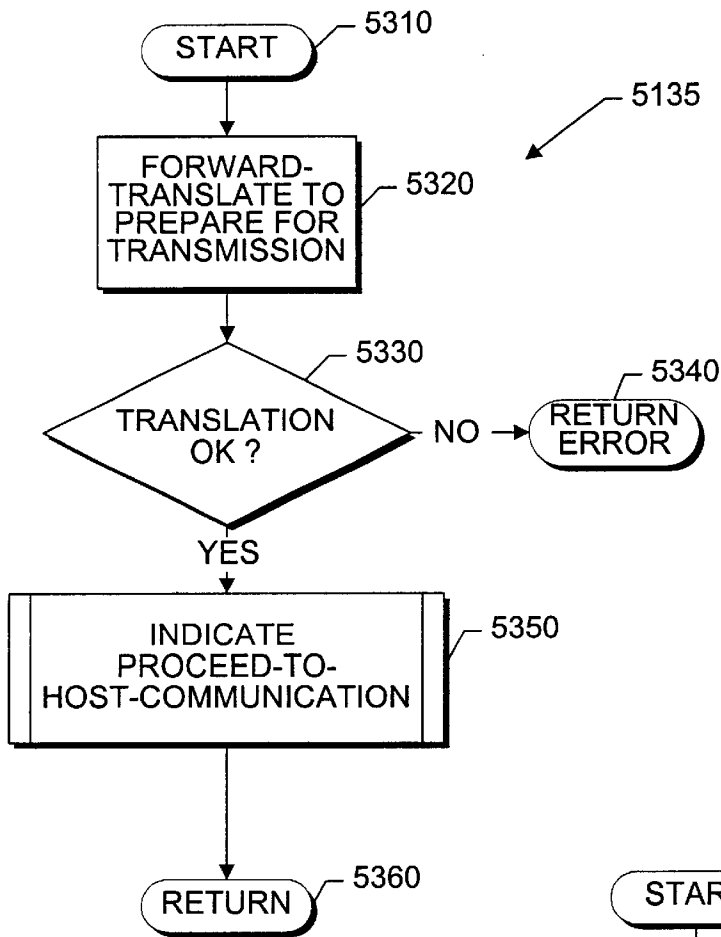 START
5310
5135
FORWARD-
TRANSLATE TO
PREPARE FOR
TRANSMISSION
5320
5330
TRANSLATION
OK ?
NO
5340
RETURN
ERROR
YES
INDICATE
PROCEED-TO-
HOST-COMMUNICATION
5350
RETURN
5360